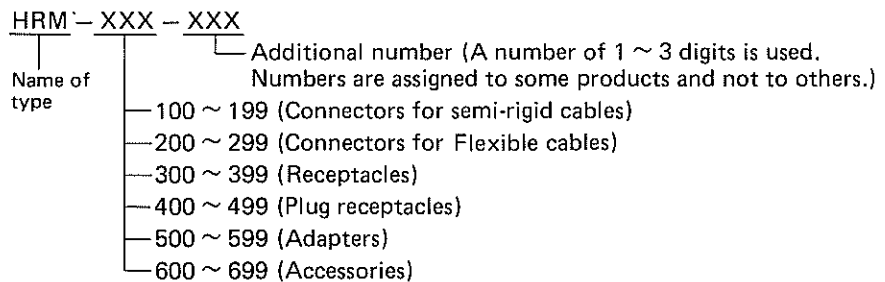 HRM – XXX – XXX
Additional number (A number of 1 ~ 3 digits is used.
Numbers are assigned to some products and not to others.)
Name of
type
100 ~ 199 (Connectors for semi-rigid cables)
200 ~ 299 (Connectors for Flexible cables)
300 ~ 399 (Receptacles)
400 ~ 499 (Plug receptacles)
500 ~ 599 (Adapters)
600 ~ 699 (Accessories)